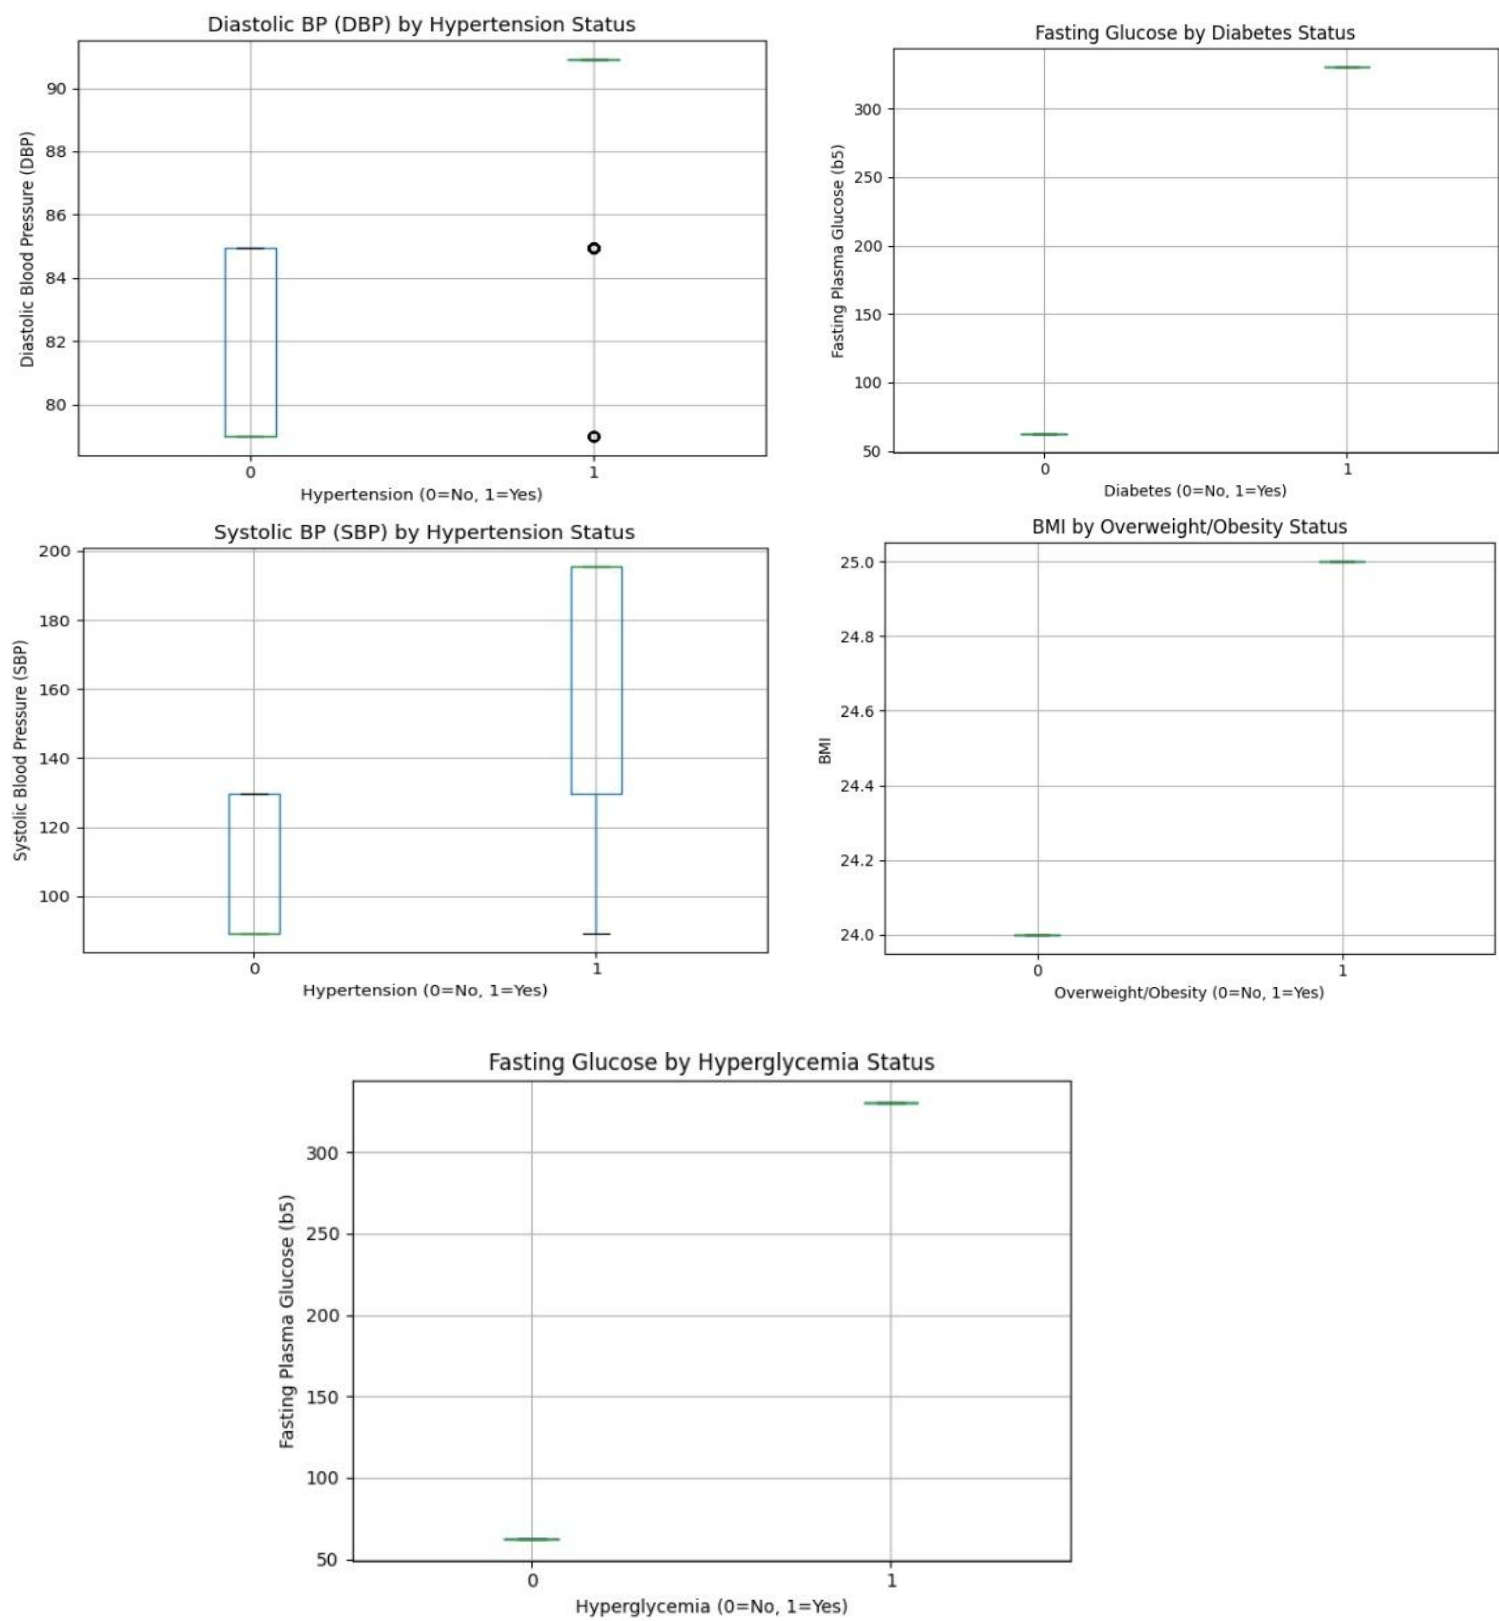 Diastolic BP (DBP) by Hypertension Status
Diastolic Blood Pressure (DBP)
90
88
86
84
82
80
0
1
Hypertension (0=No, 1=Yes)
Fasting Glucose by Diabetes Status
Fasting Plasma Glucose (b5)
300
250
200
150
100
50
0
1
Diabetes (0=No, 1=Yes)
Systolic BP (SBP) by Hypertension Status
Systolic Blood Pressure (SBP)
200
180
160
140
120
100
0
1
Hypertension (0=No, 1=Yes)
BMI by Overweight/Obesity Status
BMI
25.0
24.8
24.6
24.4
24.2
24.0
0
1
Overweight/Obesity (0=No, 1=Yes)
Fasting Glucose by Hyperglycemia Status
Fasting Plasma Glucose (b5)
300
250
200
150
100
50
0
1
Hyperglycemia (0=No, 1=Yes)